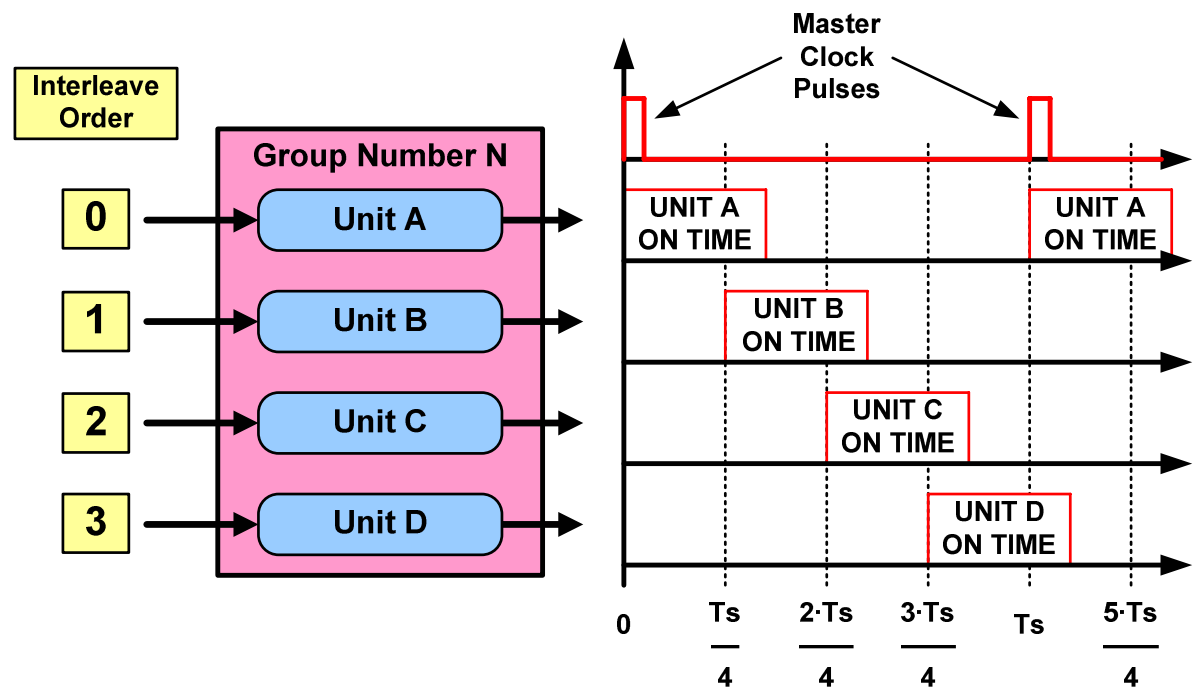 Interleave
Order
Group Number N
0
Unit A
1
Unit B
2
Unit C
3
Unit D
Master
Clock
Pulses
UNIT A
ON TIME
UNIT A
ON TIME
UNIT B
ON TIME
UNIT C
ON TIME
UNIT D
ON TIME
0
Ts
4
2·Ts
4
3·Ts
4
Ts
5·Ts
4